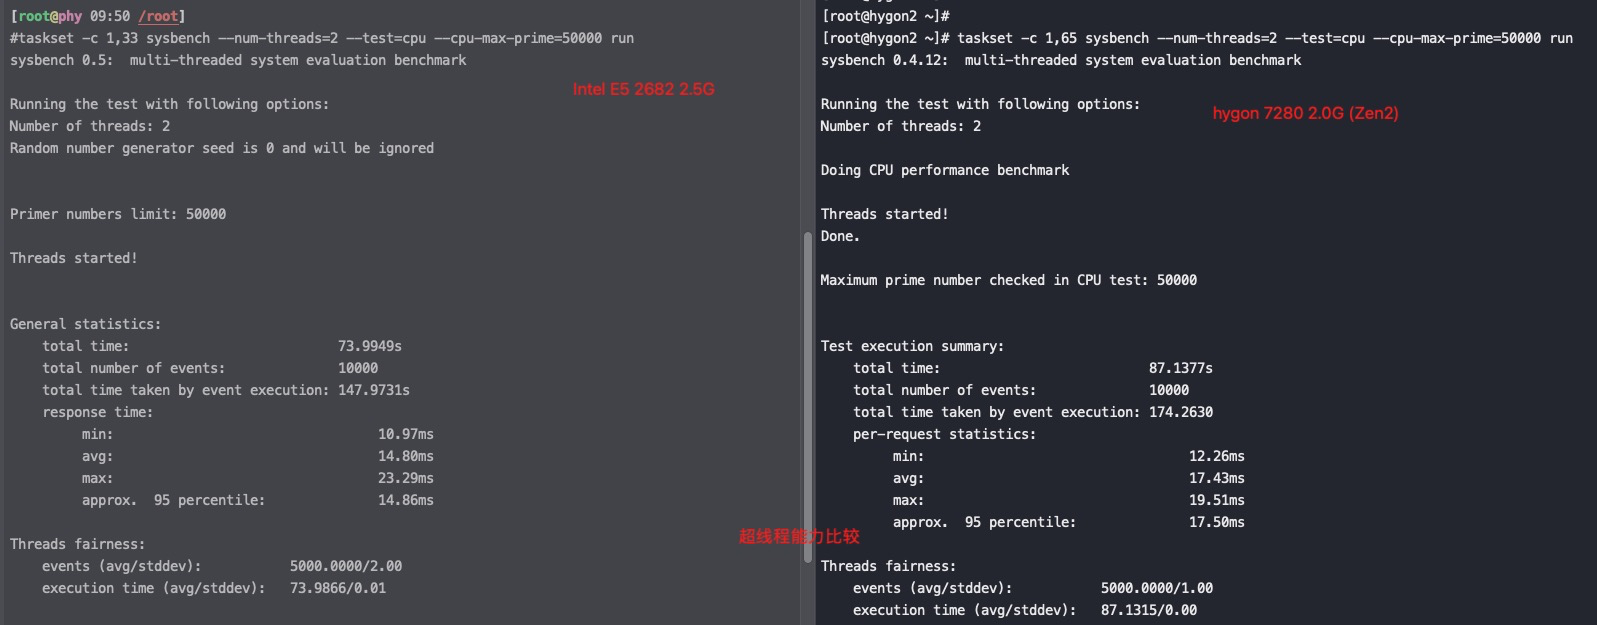 [root@phy 09:50 /root]
#taskset -c 1,33 sysbench --num-threads=2 --test=cpu --cpu-max-prime=50000 run
sysbench 0.5:  multi-threaded system evaluation benchmark
Intel E5 2682 2.5G
Running the test with following options:
Number of threads: 2
Random number generator seed is 0 and will be ignored
Primer numbers limit: 50000
Threads started!
General statistics:
total time: 73.9949s
total number of events: 10000
total time taken by event execution: 147.9731s
response time:
min: 10.97ms
avg: 14.80ms
max: 23.29ms
approx.  95 percentile: 14.86ms
Threads fairness:
events (avg/stddev): 5000.0000/2.00
execution time (avg/stddev): 73.9866/0.01
超线程能力比较
[root@hygon2 ~]#
[root@hygon2 ~]# taskset -c 1,65 sysbench --num-threads=2 --test=cpu --cpu-max-prime=50000 run
sysbench 0.4.12:  multi-threaded system evaluation benchmark
Running the test with following options:
hygon 7280 2.0G (Zen2)
Number of threads: 2
Doing CPU performance benchmark
Threads started!
Done.
Maximum prime number checked in CPU test: 50000
Test execution summary:
total time: 87.1377s
total number of events: 10000
total time taken by event execution: 174.2630
per-request statistics:
min: 12.26ms
avg: 17.43ms
max: 19.51ms
approx.  95 percentile: 17.50ms
Threads fairness:
events (avg/stddev): 5000.0000/1.00
execution time (avg/stddev): 87.1315/0.00